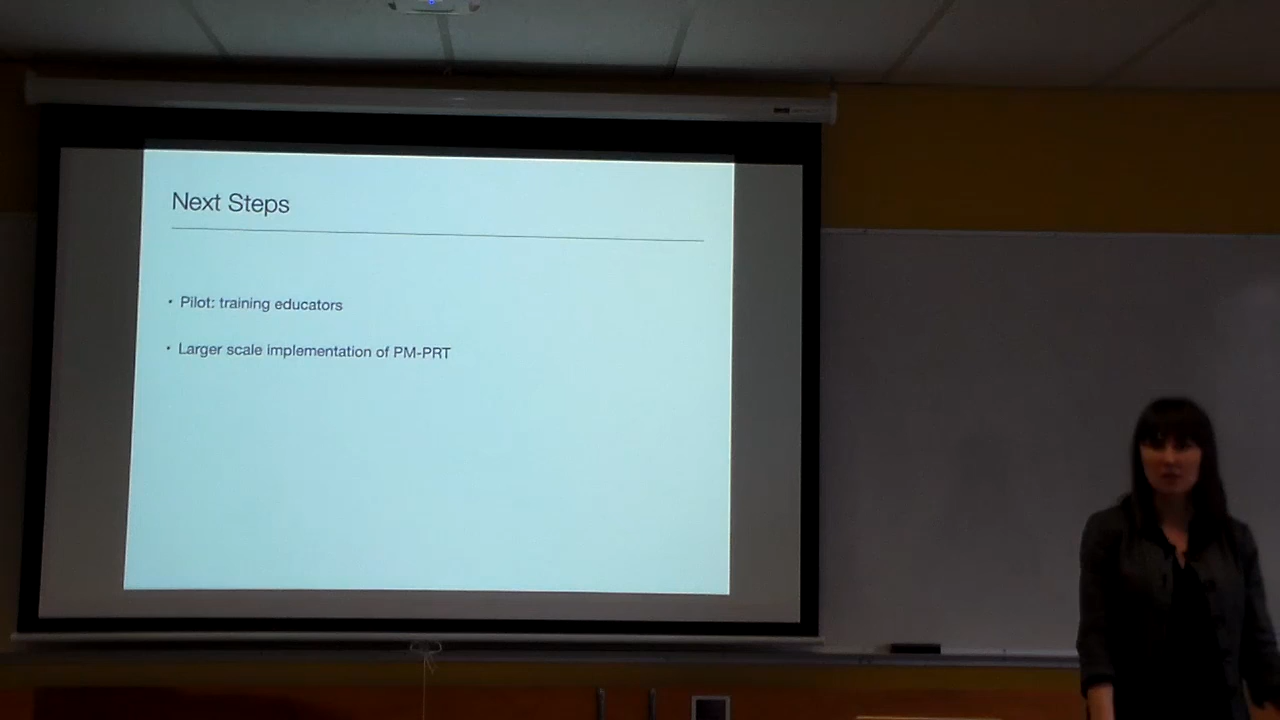 Next Steps
• Pilot: training educators
• Larger scale implementation of PM-PRT